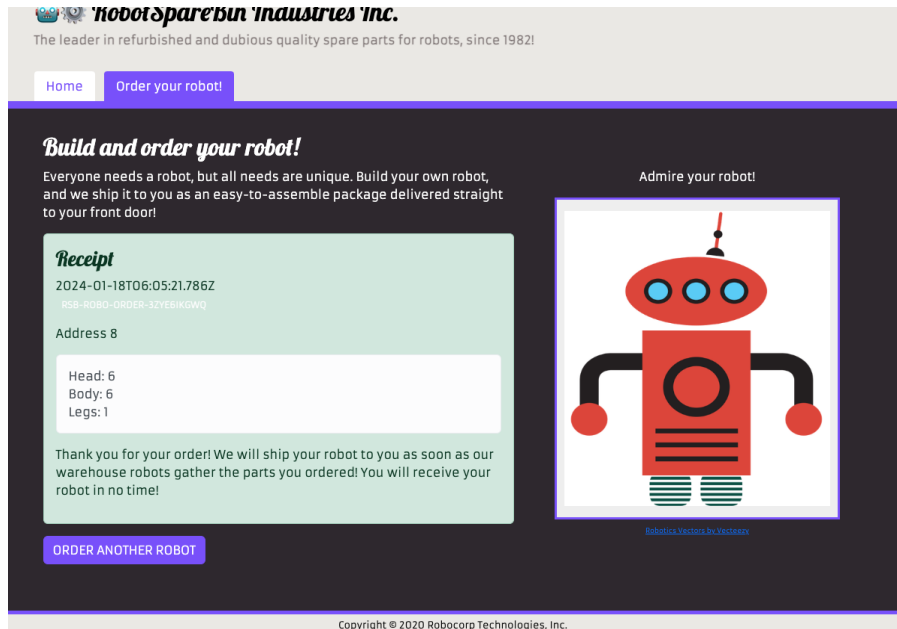 RobotSpareBin Industries Inc.
The leader in refurbished and dubious quality spare parts for robots, since 1982!
Home
Order your robot!
Build and order your robot!
Everyone needs a robot, but all needs are unique. Build your own robot,
and we ship it to you as an easy-to-assemble package delivered straight
to your front door!
Receipt
2024-01-18T06:05:21.786Z
RSB-ROBO-ORDER-3ZYE6IKGWQ
Address 8
Head: 6
Body: 6
Legs: 1
Thank you for your order! We will ship your robot to you as soon as our
warehouse robots gather the parts you ordered! You will receive your
robot in no time!
ORDER ANOTHER ROBOT
Admire your robot!
Robotics Vectors by Vecteezy
Copyright © 2020 Robocorp Technologies, Inc.